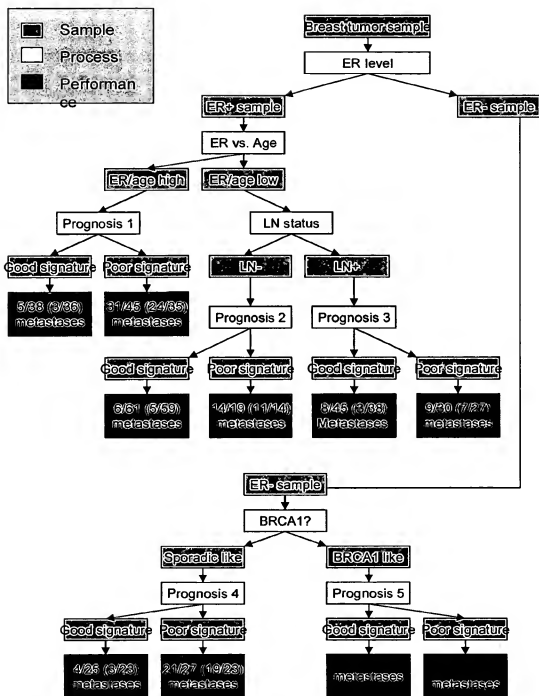 Sample
Process
Performan
ce
Breast tumor sample
ER level
ER+ sample
ER- sample
ER vs. Age
ER/age high
ER/age low
Prognosis 1
LN status
Good signature
Poor signature
LN-
LN+
5/38 (3/36)
metastases
31/45 (24/35)
metastases
Prognosis 2
Prognosis 3
Good signature
Poor signature
Good signature
Poor signature
6/61 (5/59)
metastases
14/19 (11/14)
metastases
8/45 (3/38)
Metastases
9/30 (7/27)
metastases
ER- sample
BRCA1?
Sporadic like
BRCA1 like
Prognosis 4
Prognosis 5
Good signature
Poor signature
Good signature
Poor signature
4/25 (3/23)
metastases
21/27 (19/23)
metastases
metastases
metastases